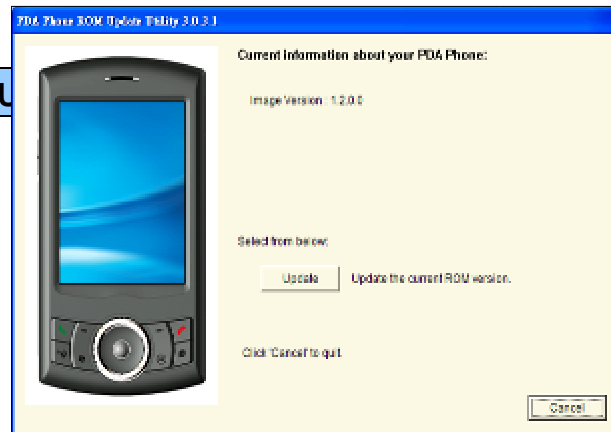 PDA Phone ROM Update Utility 3.0.3.1
Current information about your PDA Phone:
U
Image Version : 1.2.0.0
Select from below:
Update
Update the current ROM version.
Click 'Cancel' to quit.
Cancel